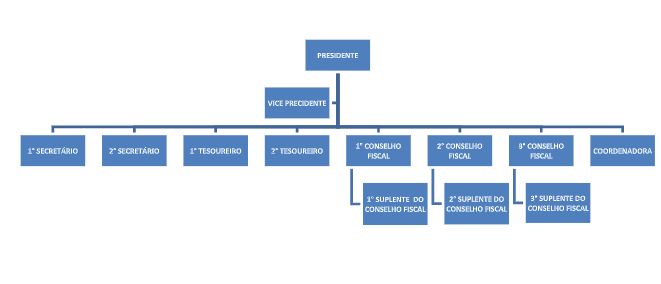 PRESIDENTE
VICE PRECIDENTE
1° SECRETÁRIO
2° SECRETÁRIO
1° TESOUREIRO
2° TESOUREIRO
1° CONSELHO
FISCAL
2° CONSELHO
FISCAL
3° CONSELHO
FISCAL
COORDENADORA
1° SUPLENTE DO
CONSELHO FISCAL
2° SUPLENTE DO
CONSELHO FISCAL
3° SUPLENTE DO
CONSELHO FISCAL